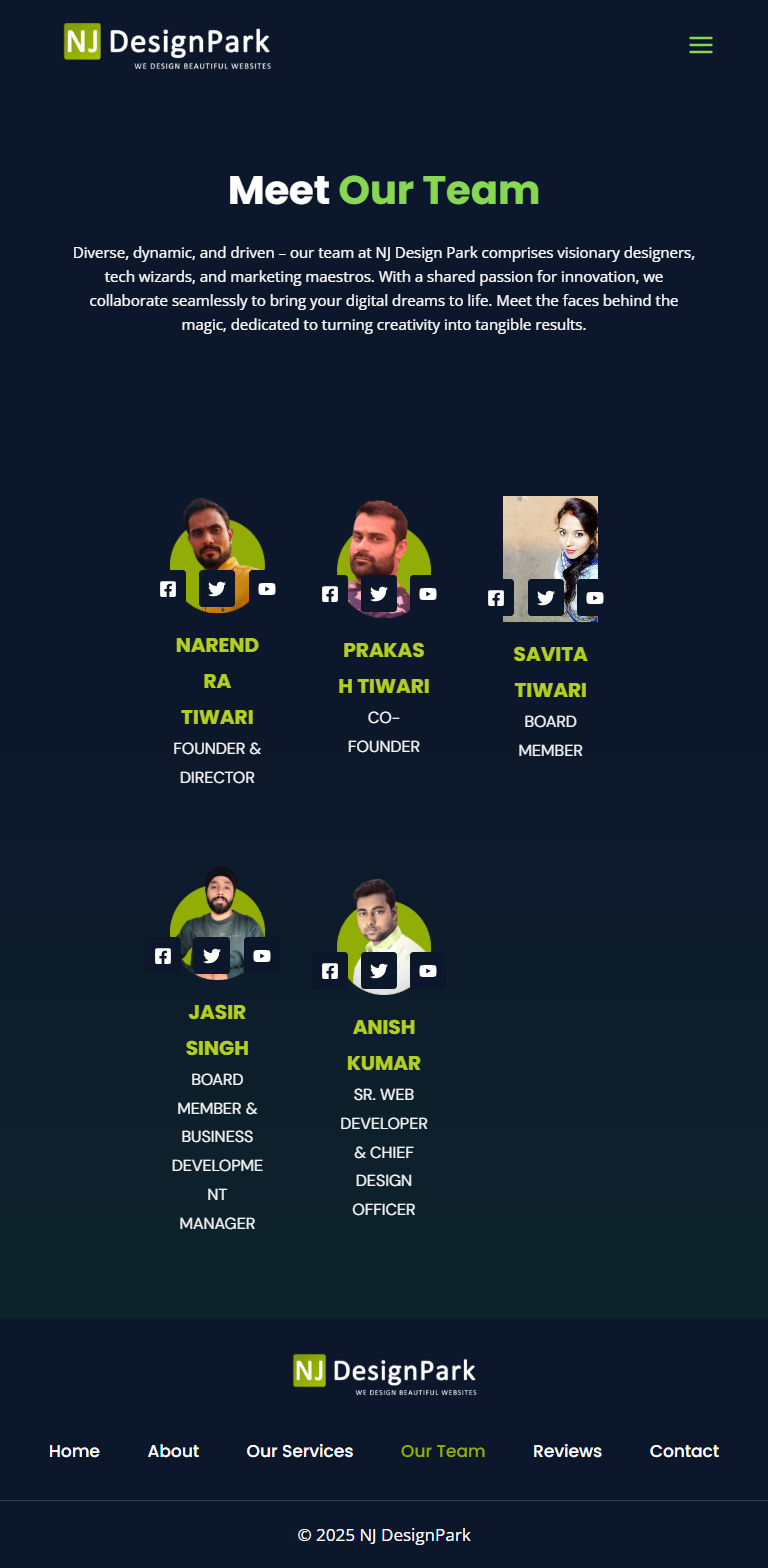 NJ DesignPark
WE DESIGN BEAUTIFUL WEBSITES
Meet Our Team
Diverse, dynamic, and driven – our team at NJ Design Park comprises visionary designers,
tech wizards, and marketing maestros. With a shared passion for innovation, we
collaborate seamlessly to bring your digital dreams to life. Meet the faces behind the
magic, dedicated to turning creativity into tangible results.
NAREND
RA
TIWARI
FOUNDER &
DIRECTOR
PRAKAS
H TIWARI
CO-
FOUNDER
SAVITA
TIWARI
BOARD
MEMBER
JASIR
SINGH
BOARD
MEMBER &
BUSINESS
DEVELOPME
NT
MANAGER
ANISH
KUMAR
SR. WEB
DEVELOPER
& CHIEF
DESIGN
OFFICER
NJ DesignPark
WE DESIGN BEAUTIFUL WEBSITES
Home About Our Services Our Team Reviews Contact
© 2025 NJ DesignPark